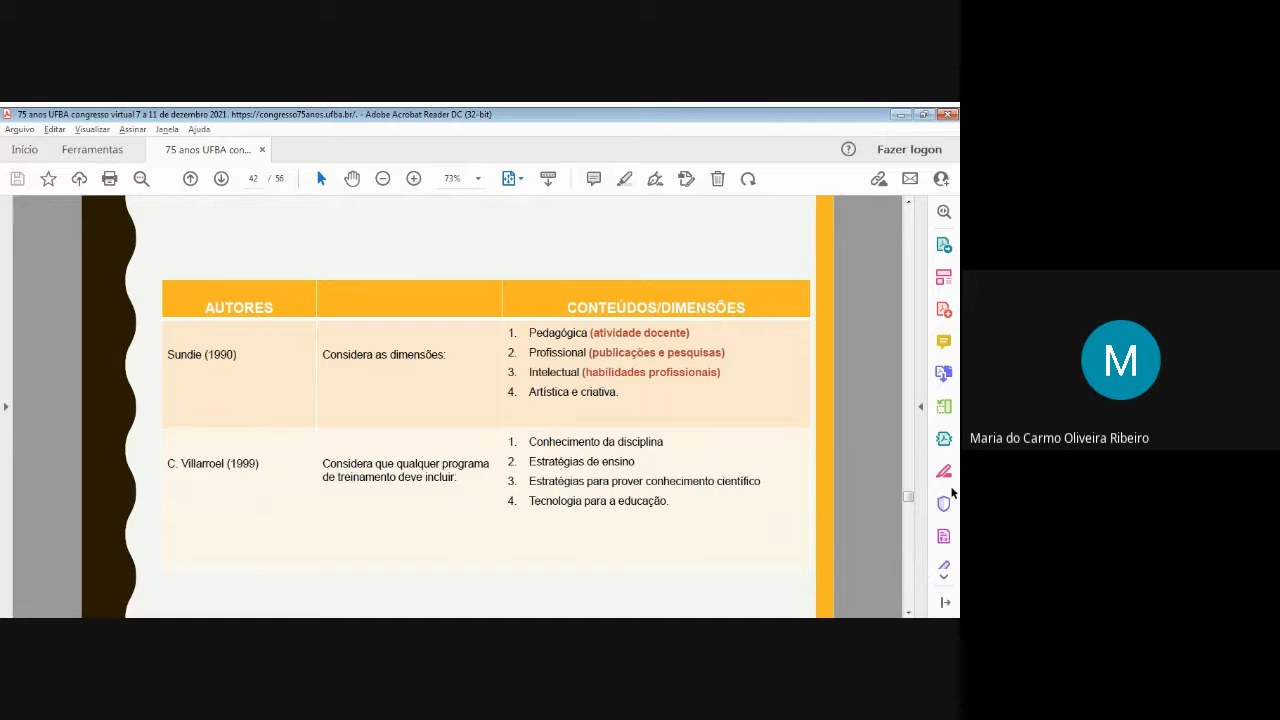 75 anos UFBA congresso virtual 7 a 11 de dezembro 2021. https://congresso75anos.ufba.br/. - Adobe Acrobat Reader DC (32-bit)
Arquivo Editar Visualizar Assinar Janela Ajuda
Início Ferramentas 75 anos UFBA con... × Fazer logon
42 / 56 73%
AUTORES CONTEÚDOS/DIMENSÕES
Sundie (1990) Considera as dimensões:
1. Pedagógica (atividade docente)
2. Profissional (publicações e pesquisas)
3. Intelectual (habilidades profissionais)
4. Artística e criativa.
C. Villarroel (1999) Considera que qualquer programa
de treinamento deve incluir:
1. Conhecimento da disciplina
2. Estratégias de ensino
3. Estratégias para prover conhecimento científico
4. Tecnologia para a educação.
M
Maria do Carmo Oliveira Ribeiro